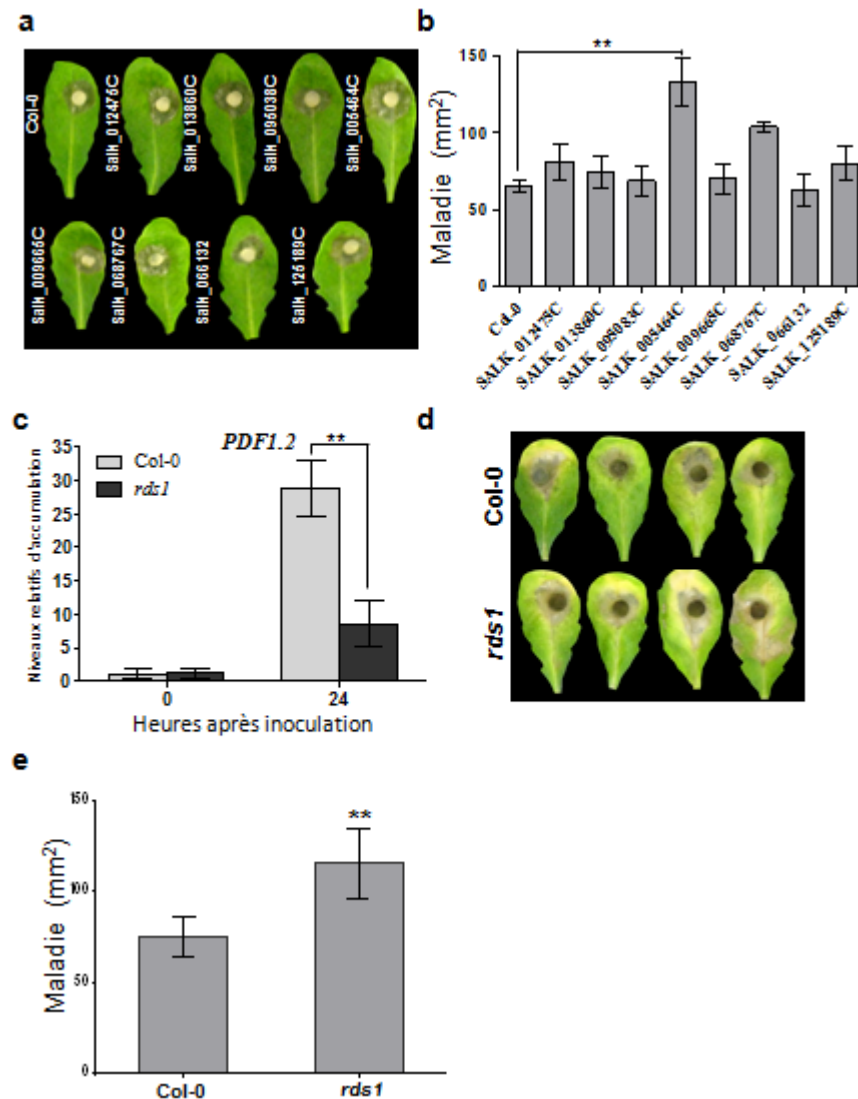 a
Col-0
Salk_012475C
Salk_013860C
Salk_095038C
Salk_005464C
Salk_009665C
Salk_068767C
Salk_066132
Salk_125189C
b
**
Maladie (mm²)
150
100
50
0
Col-0
SALK_012475C
SALK_013860C
SALK_095083C
SALK_005464C
SALK_009665C
SALK_068767C
SALK_066132
SALK_125189C
c
PDF1.2
**
Col-0
rds1
Niveaux relatifs d'accumulation
35
30
25
20
15
10
5
0
0
24
Heures après inoculation
d
Col-0
rds1
e
**
Maladie (mm²)
150
100
50
0
Col-0
rds1